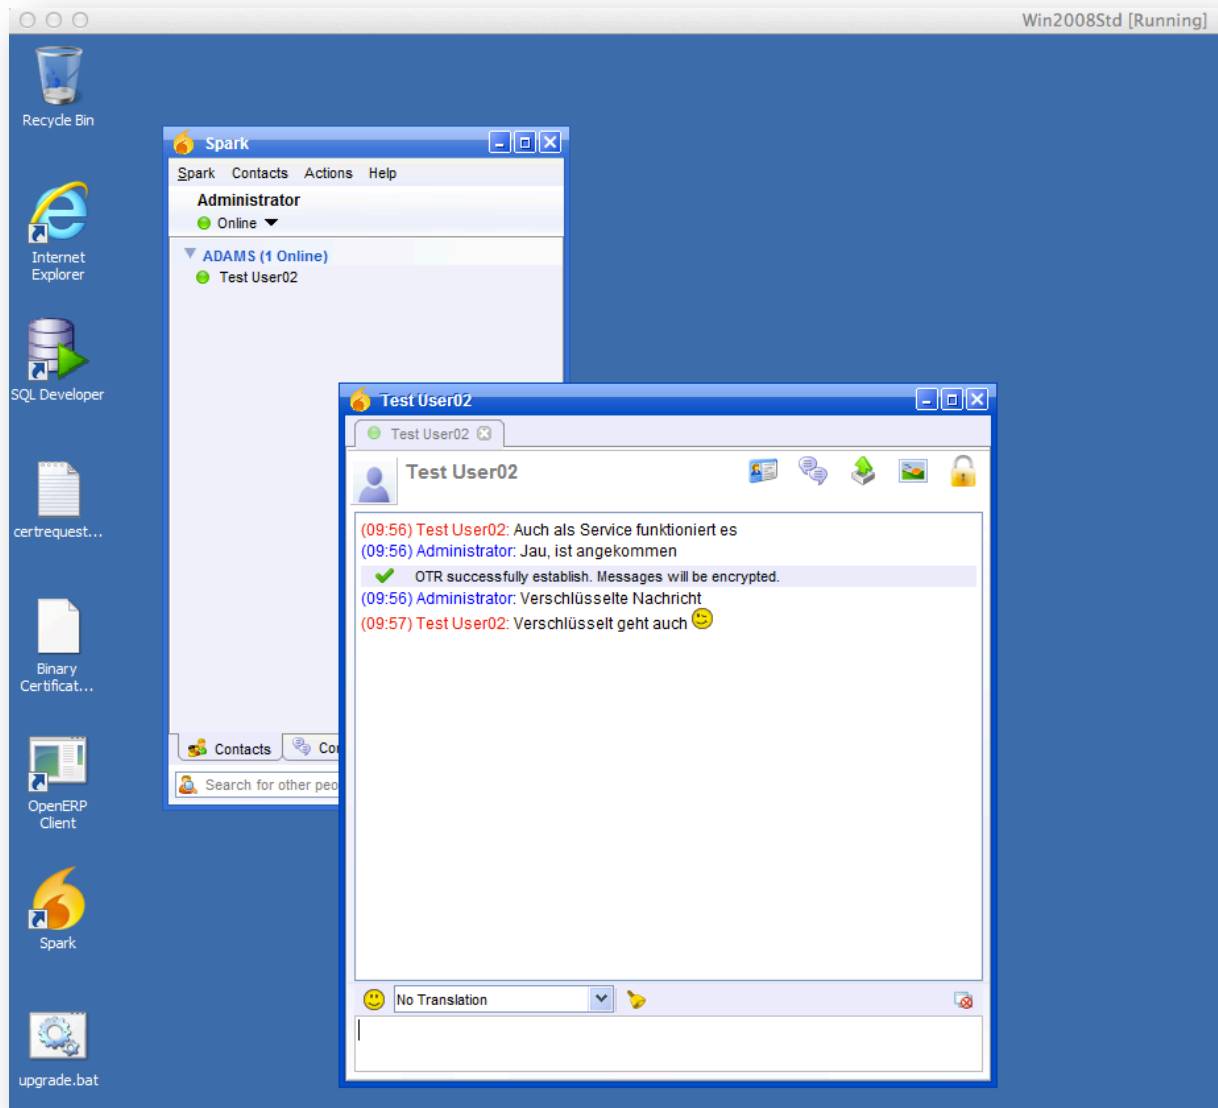 Win2008Std [Running]
Recycle Bin
Internet
Explorer
SQL Developer
certrequest...
Binary
Certificat...
OpenERP
Client
Spark
upgrade.bat
Spark
Spark Contacts Actions Help
Administrator
Online
ADAMS (1 Online)
Test User02
Contacts
Co
Search for other peo
Test User02
Test User02
Test User02
(09:56) Test User02: Auch als Service funktioniert es
(09:56) Administrator: Jau, ist angekommen
OTR successfully establish. Messages will be encrypted.
(09:56) Administrator: Verschlüsselte Nachricht
(09:57) Test User02: Verschlüsselt geht auch
No Translation